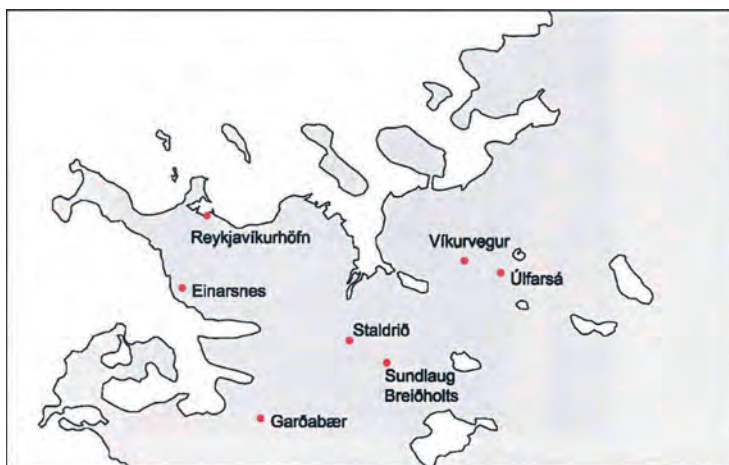 Reykjavíkurhöfn
Víkurvegur
Úlfarsá
Einarsnes
Staldrið
Sundlaug
Breiðholts
Garðabær